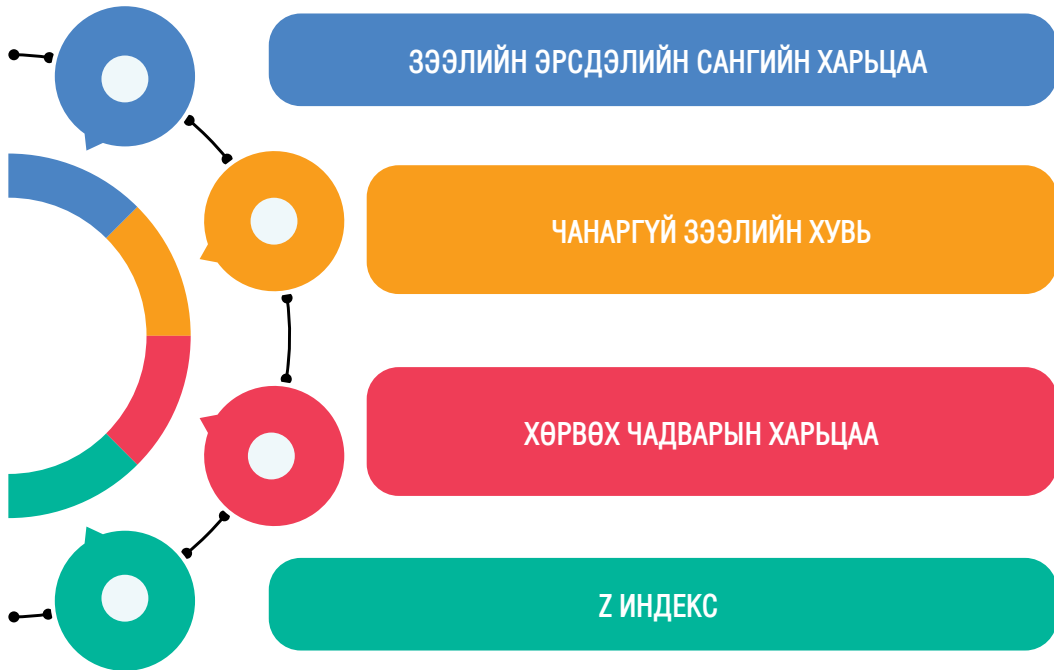 ЗЭЭЛИЙН ЭРСДЭЛИЙН САНГИЙН ХАРЬЦАА
ЧАНАРГҮЙ ЗЭЭЛИЙН ХУВЬ
ХӨРВӨХ ЧАДВАРЫН ХАРЬЦАА
Z ИНДЕКС